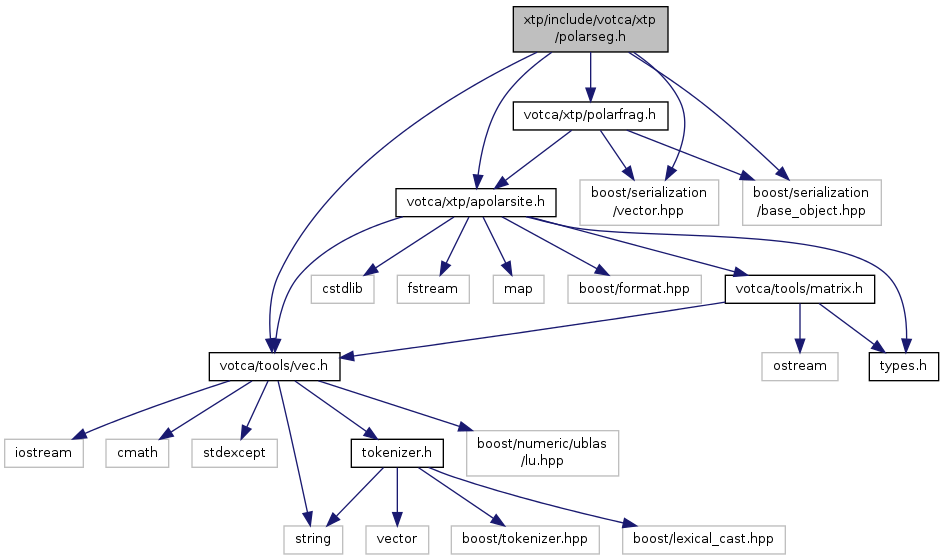 xtp/include/votca/xtp
/polarseg.h
votca/xtp/polarfrag.h
boost/serialization
/vector.hpp
boost/serialization
/base_object.hpp
votca/xtp/apolarsite.h
cstdlib
fstream
map
boost/format.hpp
votca/tools/matrix.h
votca/tools/vec.h
ostream
types.h
iostream
cmath
stdexcept
tokenizer.h
boost/numeric/ublas
/lu.hpp
string
vector
boost/tokenizer.hpp
boost/lexical_cast.hpp